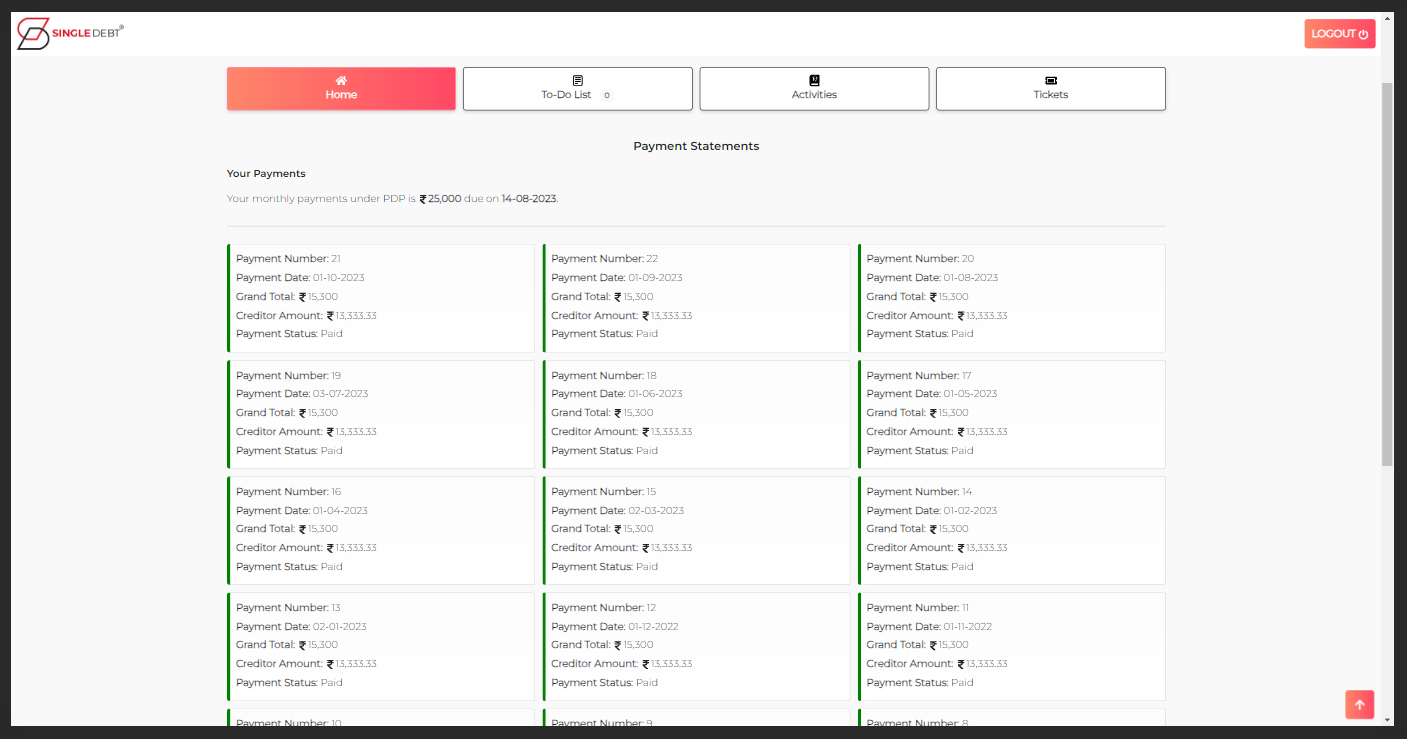 SINGLEDEBT®
LOGOUT
Home
To-Do List 0
Activities
Tickets
Payment Statements
Your Payments
Your monthly payments under PDP is ₹ 25,000 due on 14-08-2023.
Payment Number: 21
Payment Date: 01-10-2023
Grand Total: ₹ 15,300
Creditor Amount: ₹ 13,333.33
Payment Status: Paid
Payment Number: 22
Payment Date: 01-09-2023
Grand Total: ₹ 15,300
Creditor Amount: ₹ 13,333.33
Payment Status: Paid
Payment Number: 20
Payment Date: 01-08-2023
Grand Total: ₹ 15,300
Creditor Amount: ₹ 13,333.33
Payment Status: Paid
Payment Number: 19
Payment Date: 03-07-2023
Grand Total: ₹ 15,300
Creditor Amount: ₹ 13,333.33
Payment Status: Paid
Payment Number: 18
Payment Date: 01-06-2023
Grand Total: ₹ 15,300
Creditor Amount: ₹ 13,333.33
Payment Status: Paid
Payment Number: 17
Payment Date: 01-05-2023
Grand Total: ₹ 15,300
Creditor Amount: ₹ 13,333.33
Payment Status: Paid
Payment Number: 16
Payment Date: 01-04-2023
Grand Total: ₹ 15,300
Creditor Amount: ₹ 13,333.33
Payment Status: Paid
Payment Number: 15
Payment Date: 02-03-2023
Grand Total: ₹ 15,300
Creditor Amount: ₹ 13,333.33
Payment Status: Paid
Payment Number: 14
Payment Date: 01-02-2023
Grand Total: ₹ 15,300
Creditor Amount: ₹ 13,333.33
Payment Status: Paid
Payment Number: 13
Payment Date: 02-01-2023
Grand Total: ₹ 15,300
Creditor Amount: ₹ 13,333.33
Payment Status: Paid
Payment Number: 12
Payment Date: 01-12-2022
Grand Total: ₹ 15,300
Creditor Amount: ₹ 13,333.33
Payment Status: Paid
Payment Number: 11
Payment Date: 01-11-2022
Grand Total: ₹ 15,300
Creditor Amount: ₹ 13,333.33
Payment Status: Paid
Payment Number: 10
Payment Number: 9
Payment Number: 8